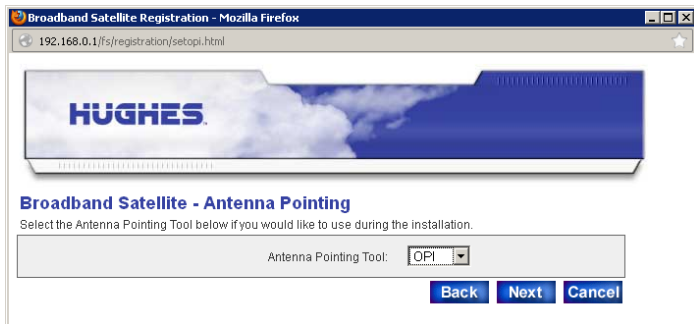 Broadband Satellite Registration - Mozilla Firefox
192.168.0.1/fs/registration/setopi.html
HUGHES.
Broadband Satellite - Antenna Pointing
Select the Antenna Pointing Tool below if you would like to use during the installation.
Antenna Pointing Tool: OPI
Back Next Cancel